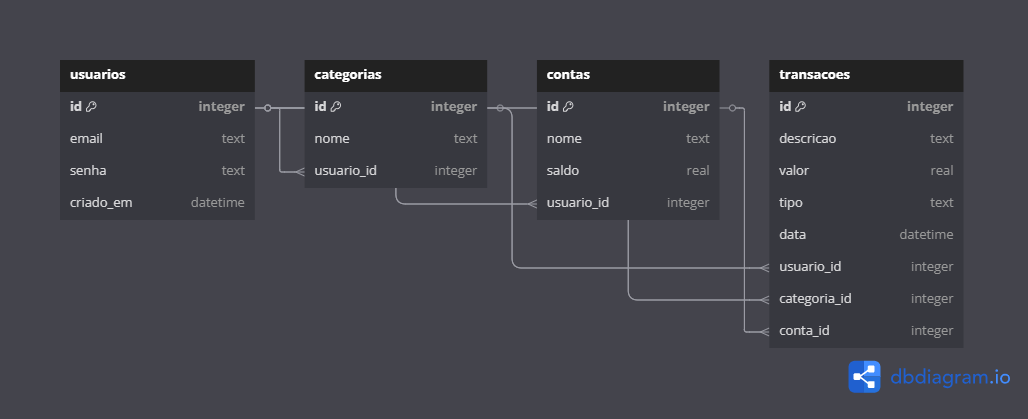 usuarios
id integer
email text
senha text
criado_em datetime
categorias
id integer
nome text
usuario_id integer
contas
id integer
nome text
saldo real
usuario_id integer
transacoes
id integer
descricao text
valor real
tipo text
data datetime
usuario_id integer
categoria_id integer
conta_id integer
dbdiagram.io